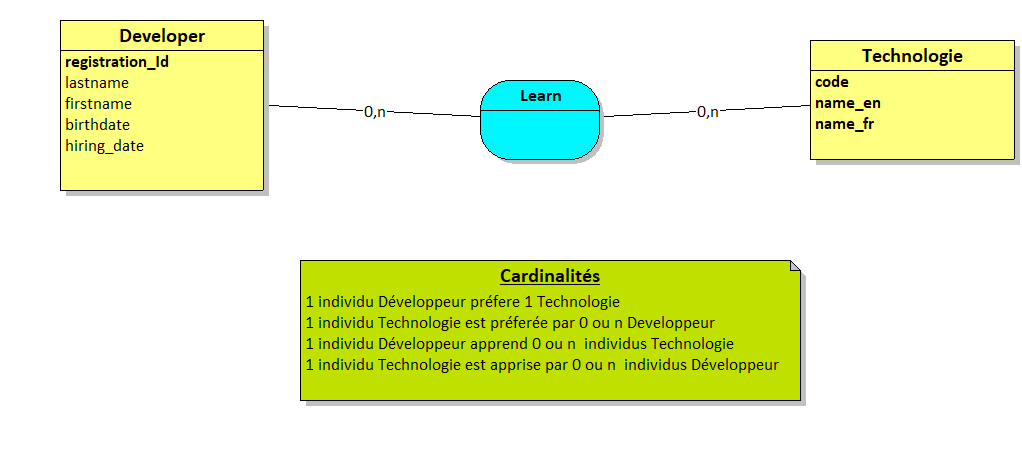 Developer
registration_Id
lastname
firstname
birthdate
hiring_date
0,n
Learn
0,n
Technologie
code
name_en
name_fr
Cardinalités
1 individu Développeur préfere 1 Technologie
1 individu Technologie est préferée par 0 ou n Developpeur
1 individu Développeur apprend 0 ou n  individus Technologie
1 individu Technologie est apprise par 0 ou n  individus Développeur